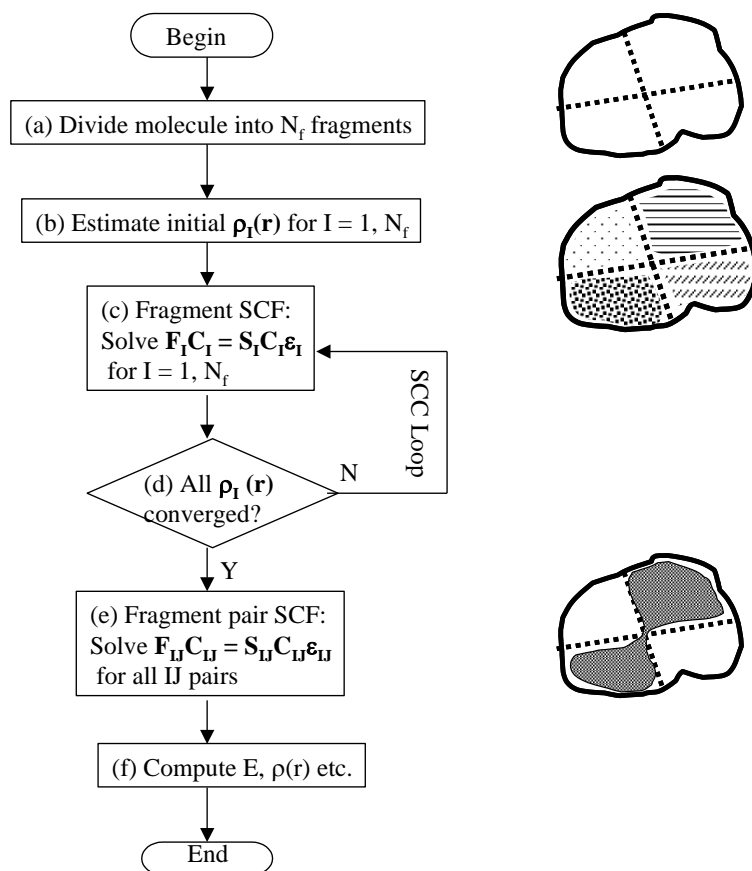 Begin
(a) Divide molecule into N_f fragments
(b) Estimate initial ρ_I(r) for I = 1, N_f
(c) Fragment SCF:
Solve F_I C_I = S_I C_I ε_I
for I = 1, N_f
SCC Loop
N
(d) All ρ_I (r)
converged?
Y
(e) Fragment pair SCF:
Solve F_IJ C_IJ = S_IJ C_IJ ε_IJ
for all IJ pairs
(f) Compute E, ρ(r) etc.
End